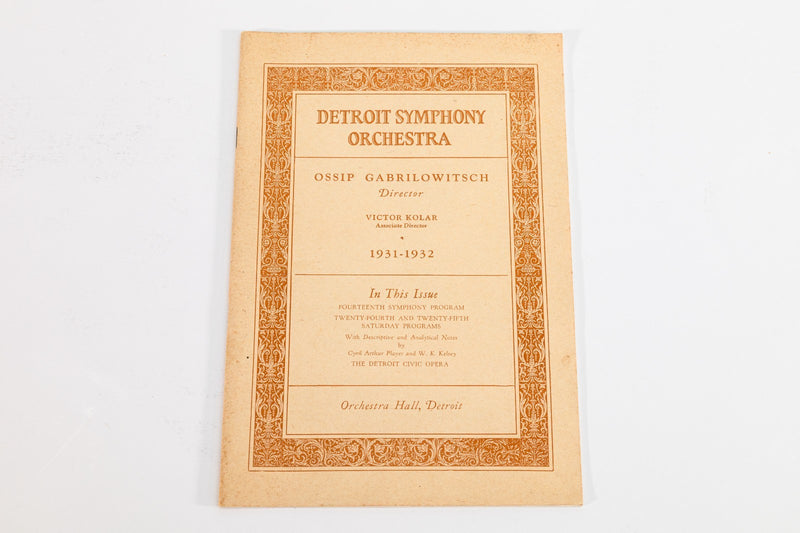 DETROIT SYMPHONY
ORCHESTRA
OSSIP GABRILOWITSCH
Director
VICTOR KOLAR
Associate Director
1931-1932
In This Issue
FOURTEENTH SYMPHONY PROGRAM
TWENTY-FOURTH AND TWENTY-FIFTH
SATURDAY PROGRAMS
With Descriptive and Analytical Notes
by
Cyril Arthur Player and W. K. Kelsey
THE DETROIT CIVIC OPERA
Orchestra Hall, Detroit